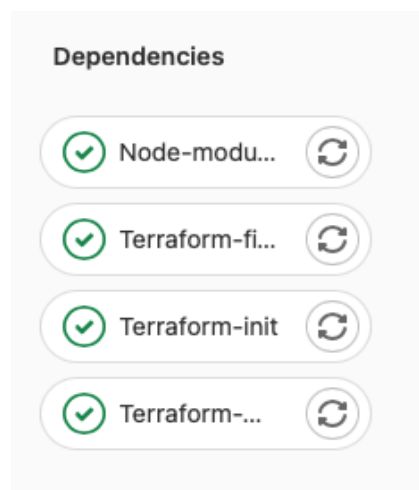 Dependencies
Node-modu...
Terraform-fi...
Terraform-init
Terraform-...